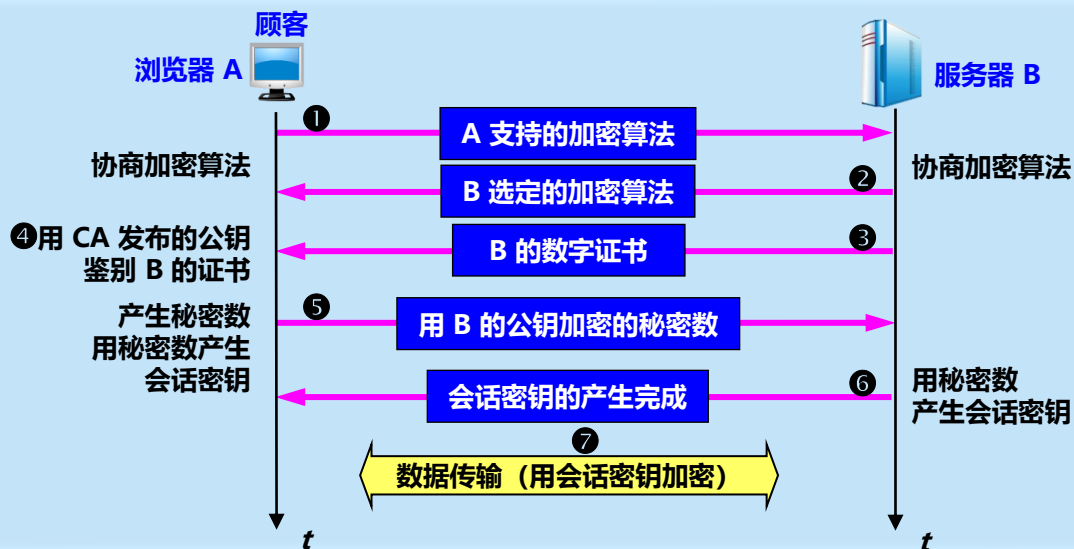 顾客
浏览器 A
服务器 B
❶
A 支持的加密算法
协商加密算法
协商加密算法
B 选定的加密算法
❷
❹用 CA 发布的公钥
鉴别 B 的证书
B 的数字证书
❸
产生秘密数
用秘密数产生
会话密钥
❺
用 B 的公钥加密的秘密数
会话密钥的产生完成
❻
用秘密数
产生会话密钥
❼
数据传输（用会话密钥加密）
t
t